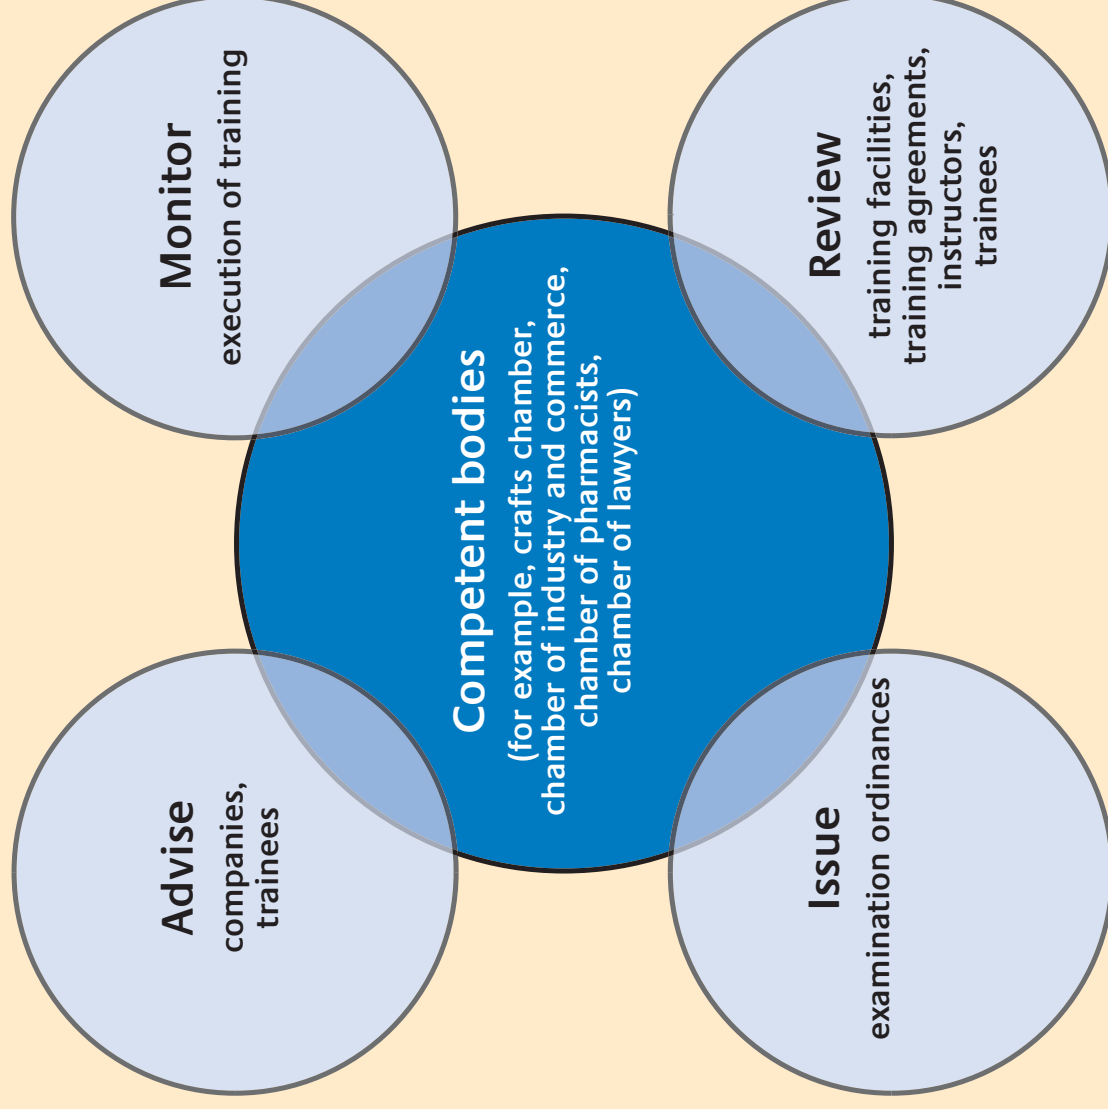 Advise
companies,
trainees
Monitor
execution of training
Competent bodies
(for example, crafts chamber,
chamber of industry and commerce,
chamber of pharmacists,
chamber of lawyers)
Issue
examination ordinances
Review
training facilities,
training agreements,
instructors,
trainees